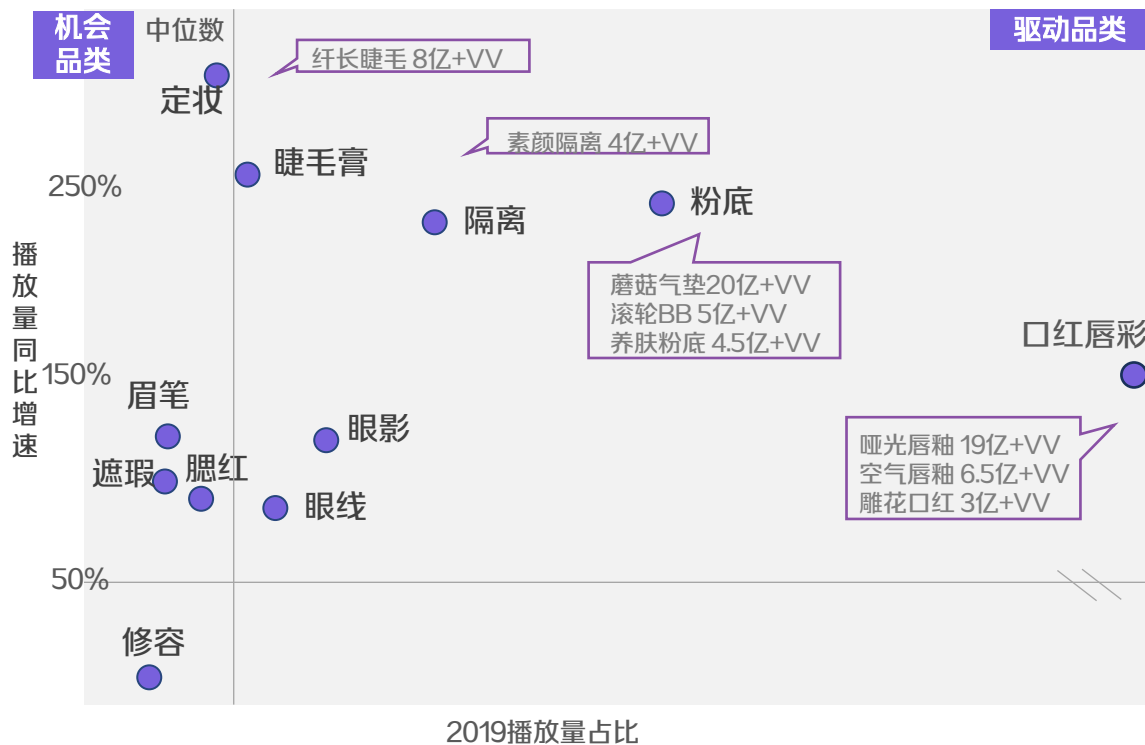 机会
品类
中位数
驱动品类
纤长睫毛 8亿+VV
定妆
素颜隔离 4亿+VV
睫毛膏
250%
粉底
隔离
播放量同比增速
蘑菇气垫20亿+VV
滚轮BB 5亿+VV
养肤粉底 4.5亿+VV
口红唇彩
150%
眉笔
眼影
哑光唇釉 19亿+VV
空气唇釉 6.5亿+VV
雕花口红 3亿+VV
遮瑕
腮红
眼线
50%
修容
2019播放量占比